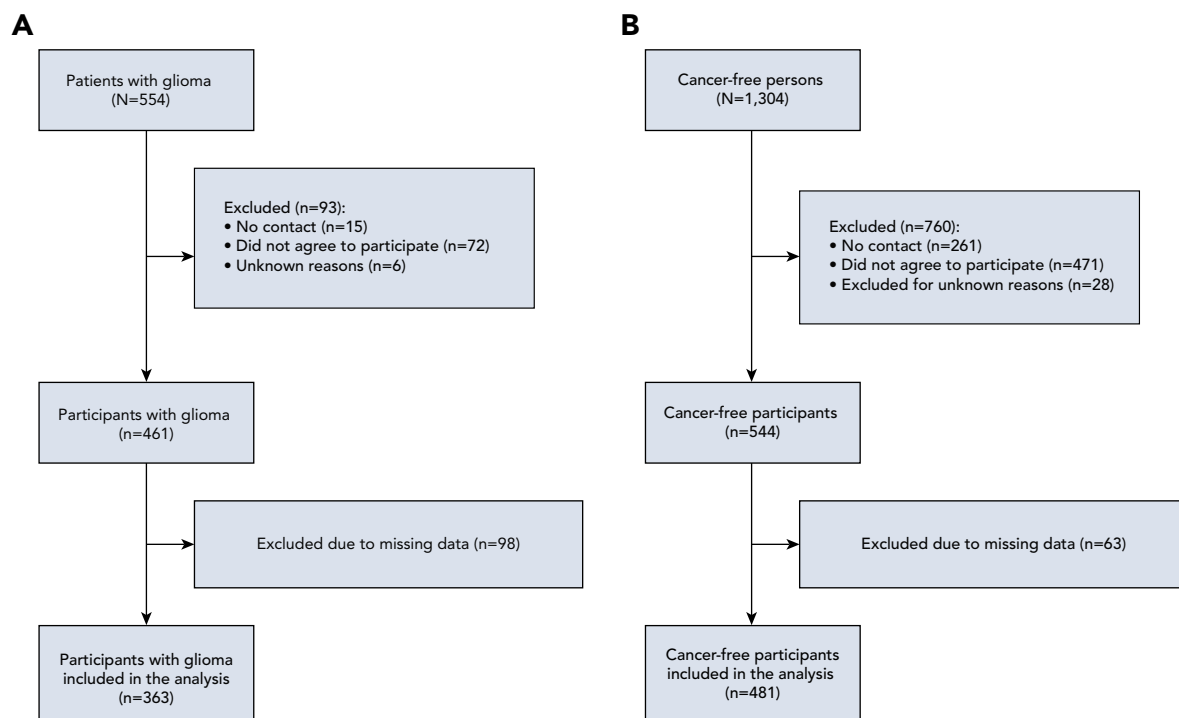 A
Patients with glioma
(N=554)
Excluded (n=93):
• No contact (n=15)
• Did not agree to participate (n=72)
• Unknown reasons (n=6)
Participants with glioma
(n=461)
Excluded due to missing data (n=98)
Participants with glioma
included in the analysis
(n=363)
B
Cancer-free persons
(N=1,304)
Excluded (n=760):
• No contact (n=261)
• Did not agree to participate (n=471)
• Excluded for unknown reasons (n=28)
Cancer-free participants
(n=544)
Excluded due to missing data (n=63)
Cancer-free participants
included in the analysis
(n=481)